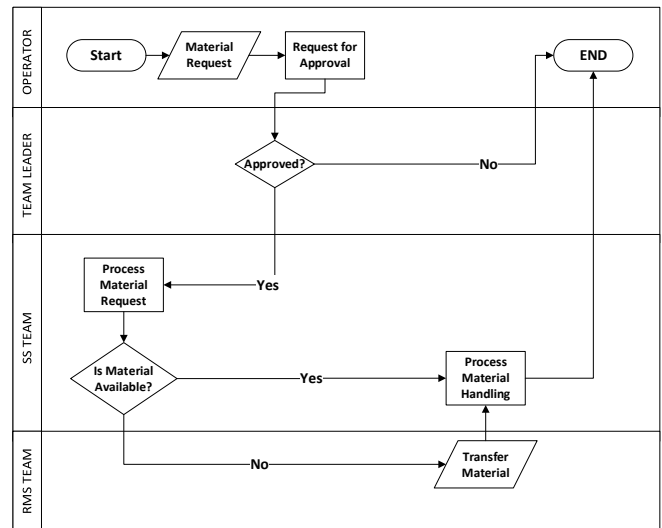 OPERATOR
Start
Material
Request
Request for
Approval
END
TEAM LEADER
Approved?
No
SS TEAM
Process
Material
Request
Yes
Is Material
Available?
Yes
Process
Material
Handling
RMS TEAM
No
Transfer
Material